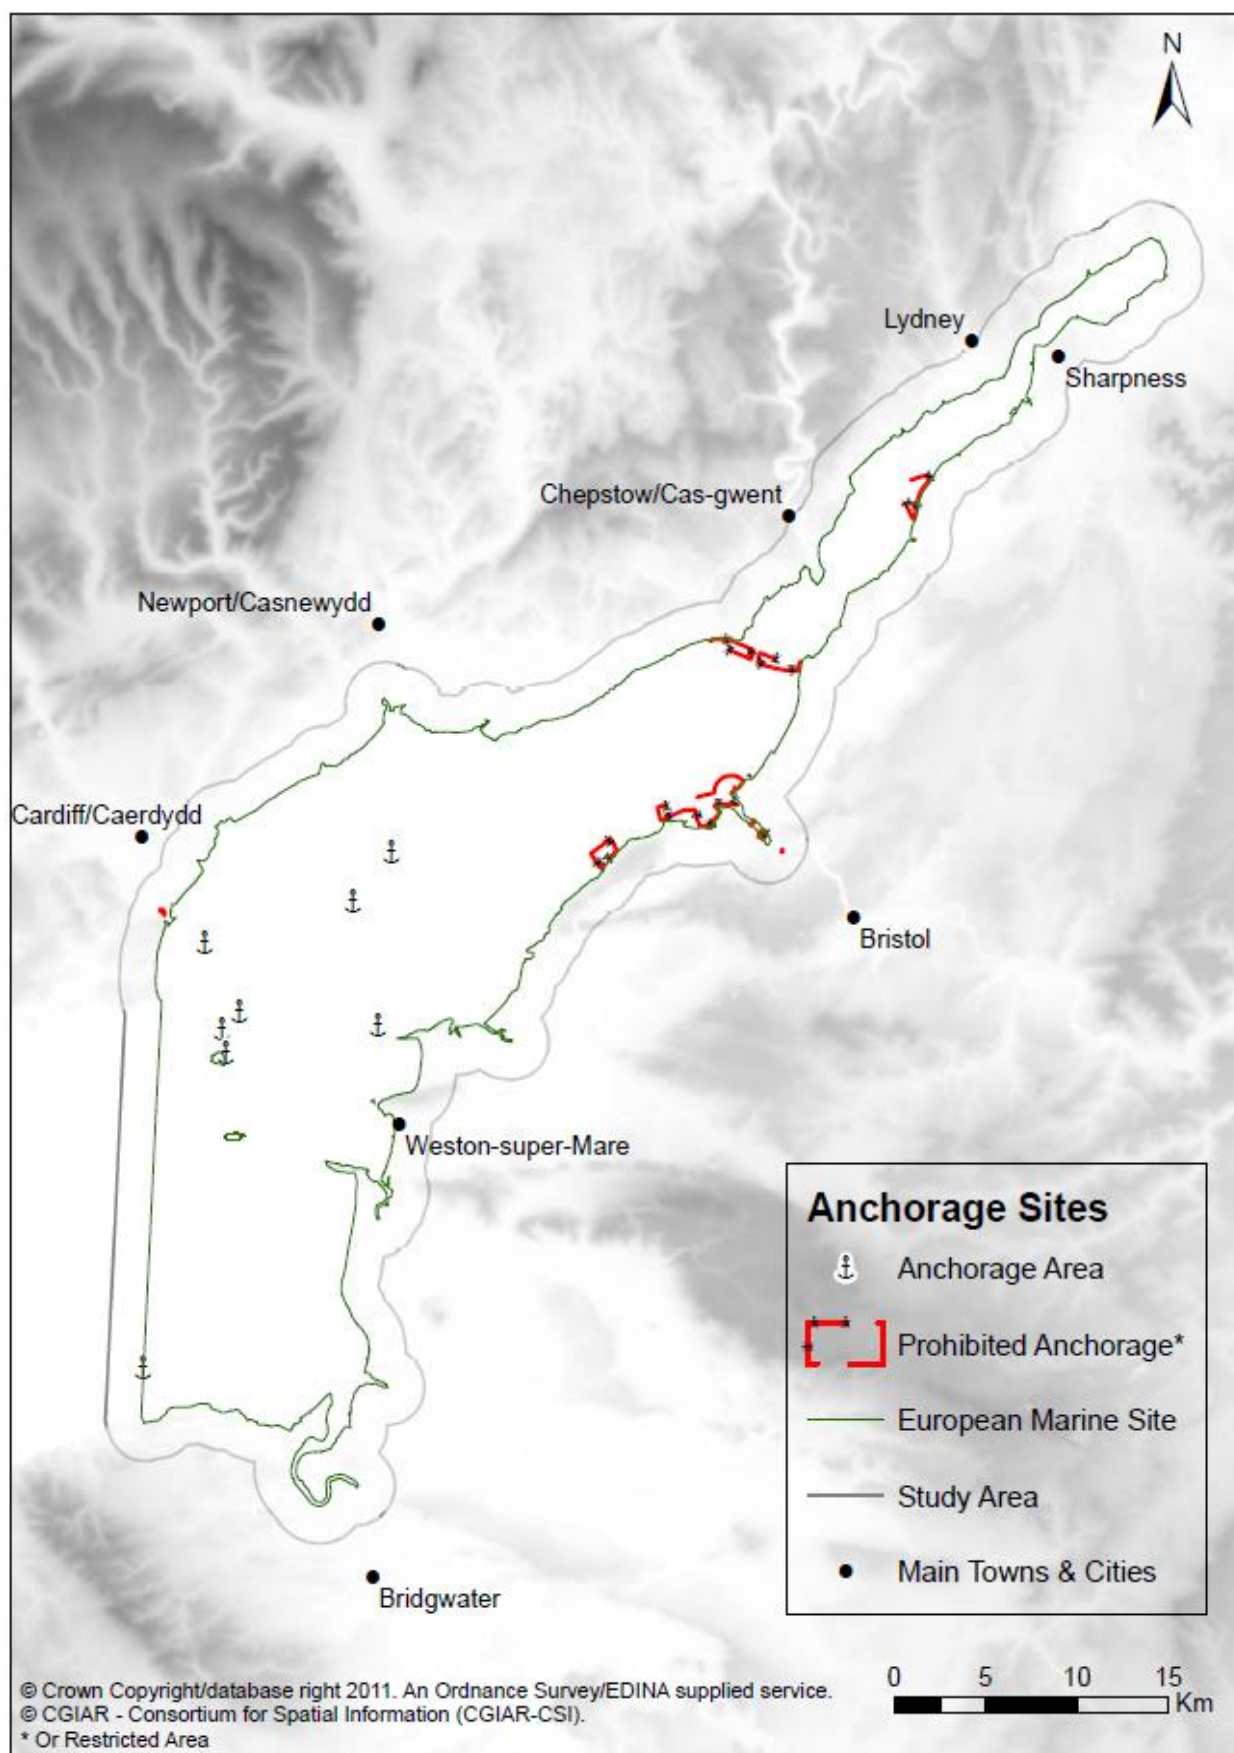 N
Lydney
Sharpness
Chepstow/Cas-gwent
Newport/Casnewydd
Cardiff/Caerdydd
Bristol
Weston-super-Mare
Anchorage Sites
Anchorage Area
Prohibited Anchorage*
European Marine Site
Study Area
Main Towns & Cities
Bridgwater
0 5 10 15
Km
© Crown Copyright/database right 2011. An Ordnance Survey/EDINA supplied service.
© CGIAR - Consortium for Spatial Information (CGIAR-CSI).
* Or Restricted Area